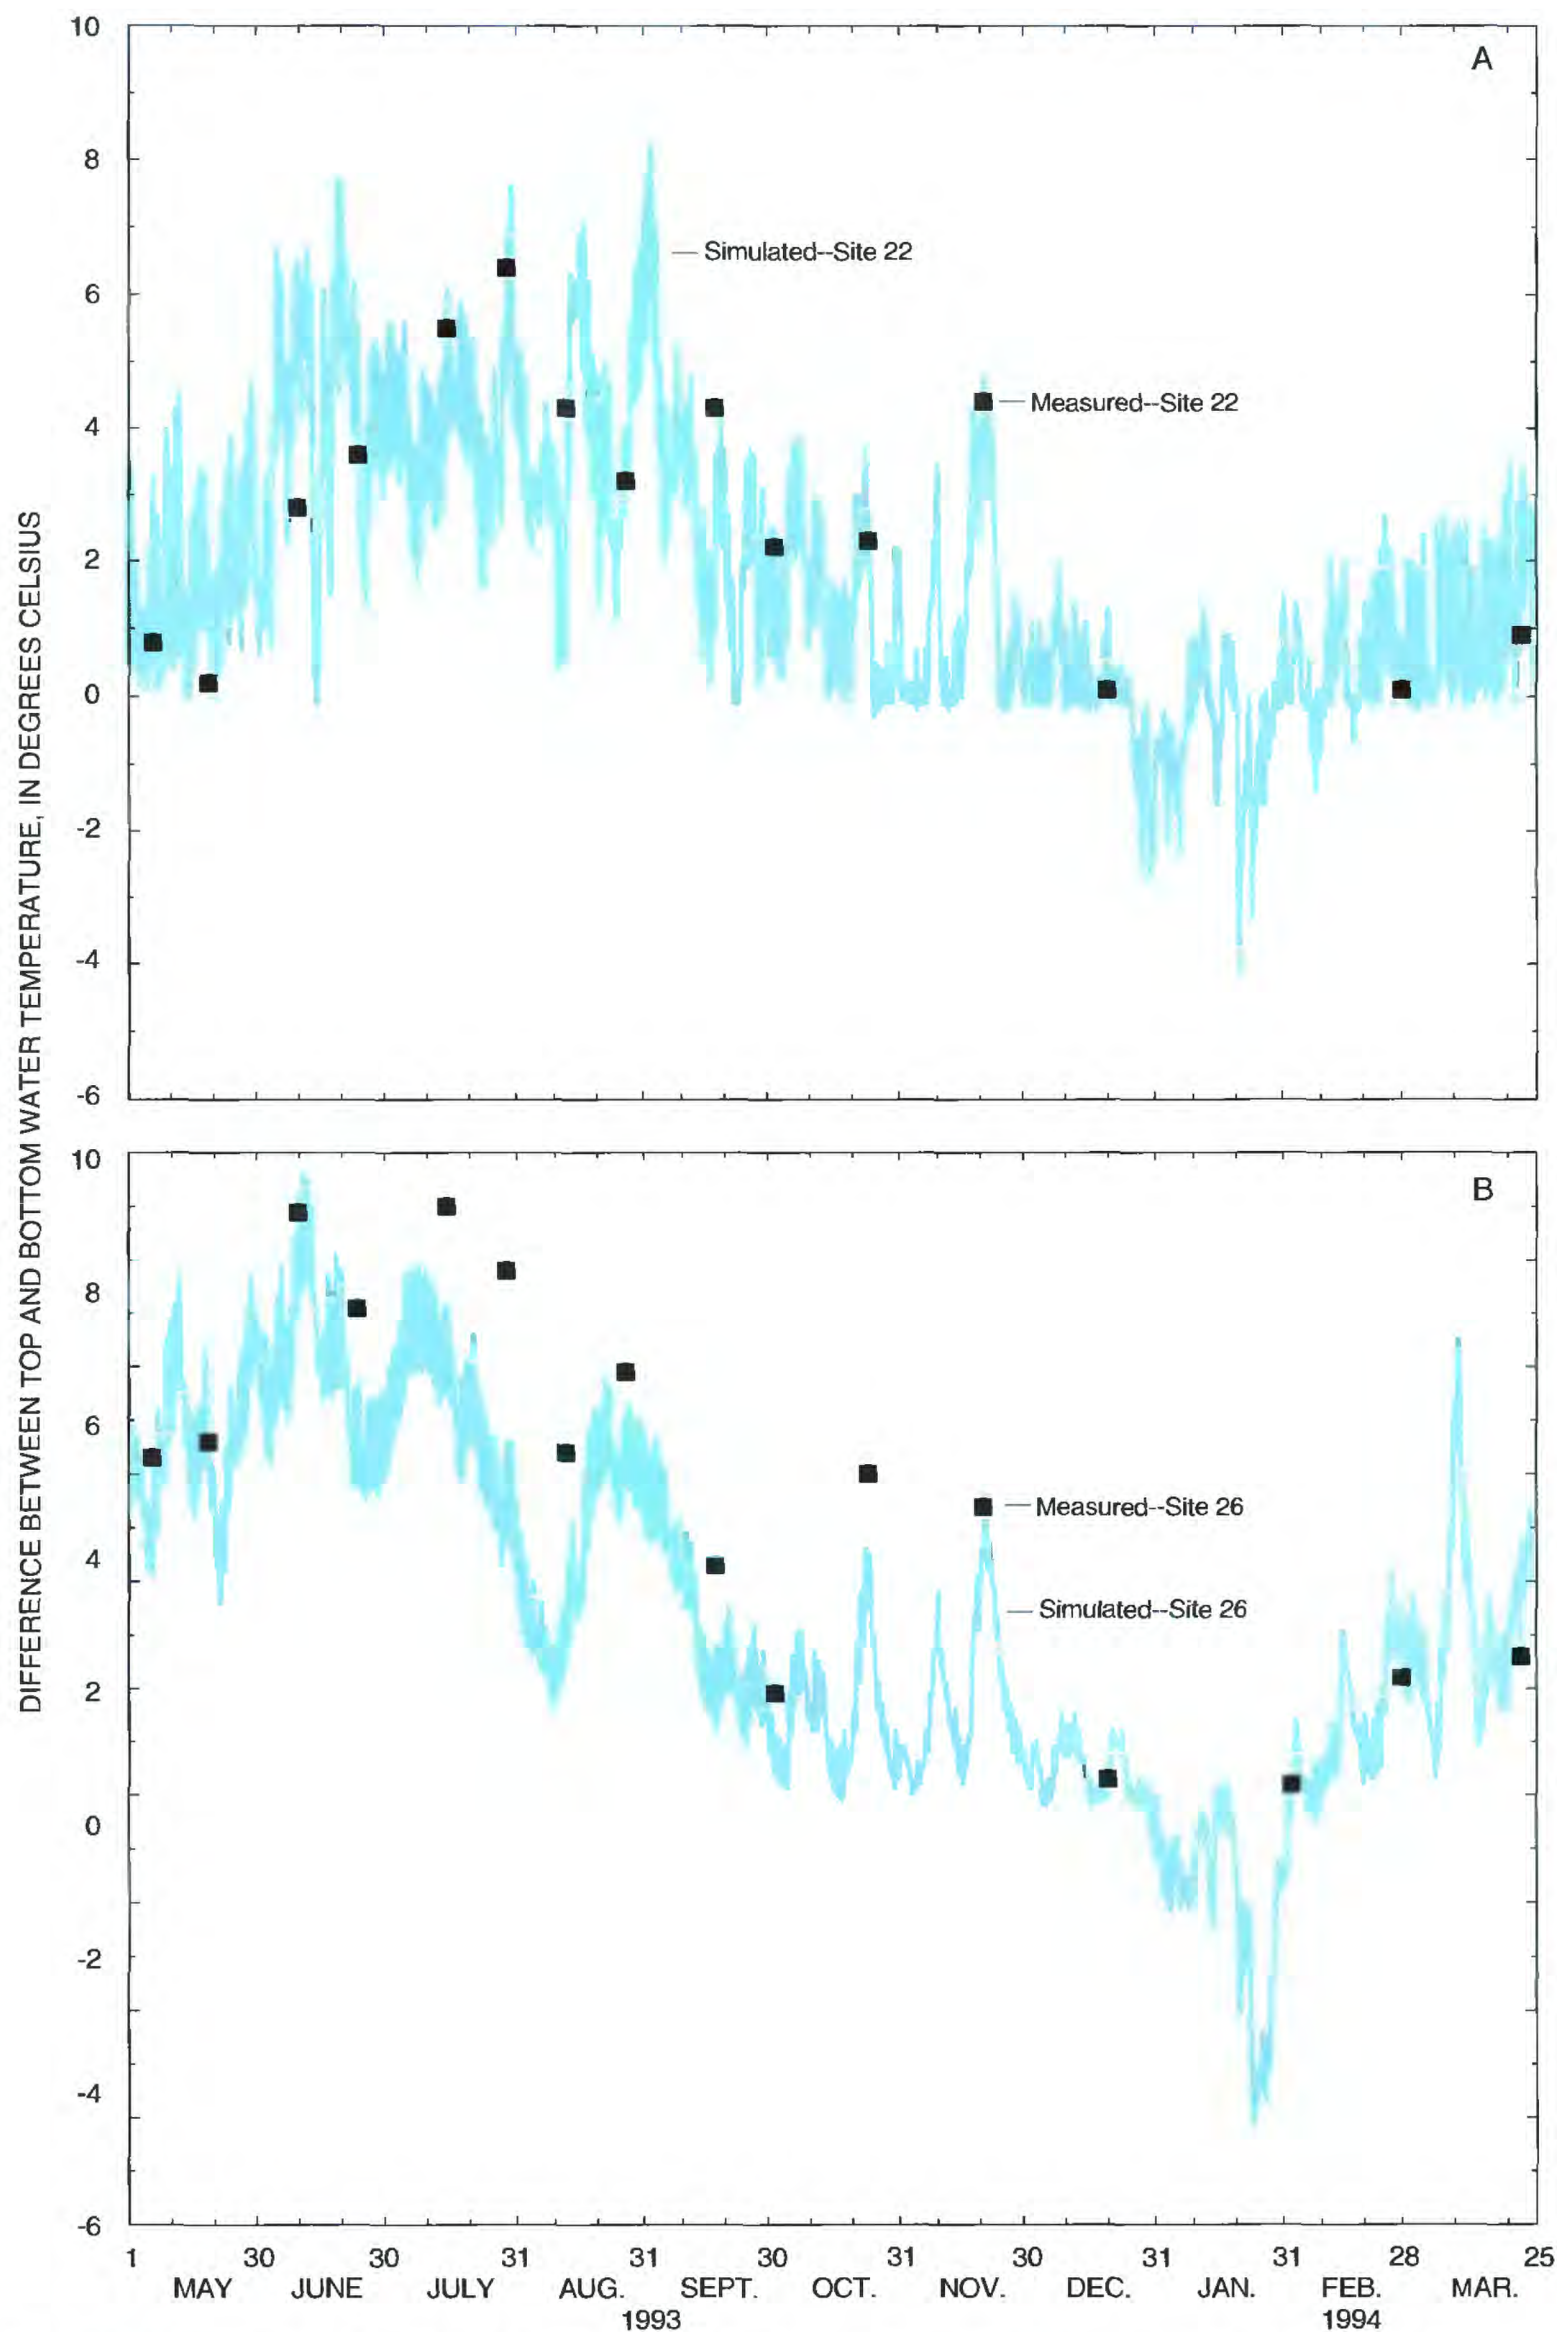 DIFFERENCE BETWEEN TOP AND BOTTOM WATER TEMPERATURE, IN DEGREES CELSIUS
10
8
6
4
2
0
-2
-4
-6
A
Simulated--Site 22
Measured--Site 22
10
8
6
4
2
0
-2
-4
-6
B
Measured--Site 26
Simulated--Site 26
1 30 30 31 31 30 31 30 31 31 28 25
MAY JUNE JULY AUG. SEPT. OCT. NOV. DEC. JAN. FEB. MAR.
1993 1994